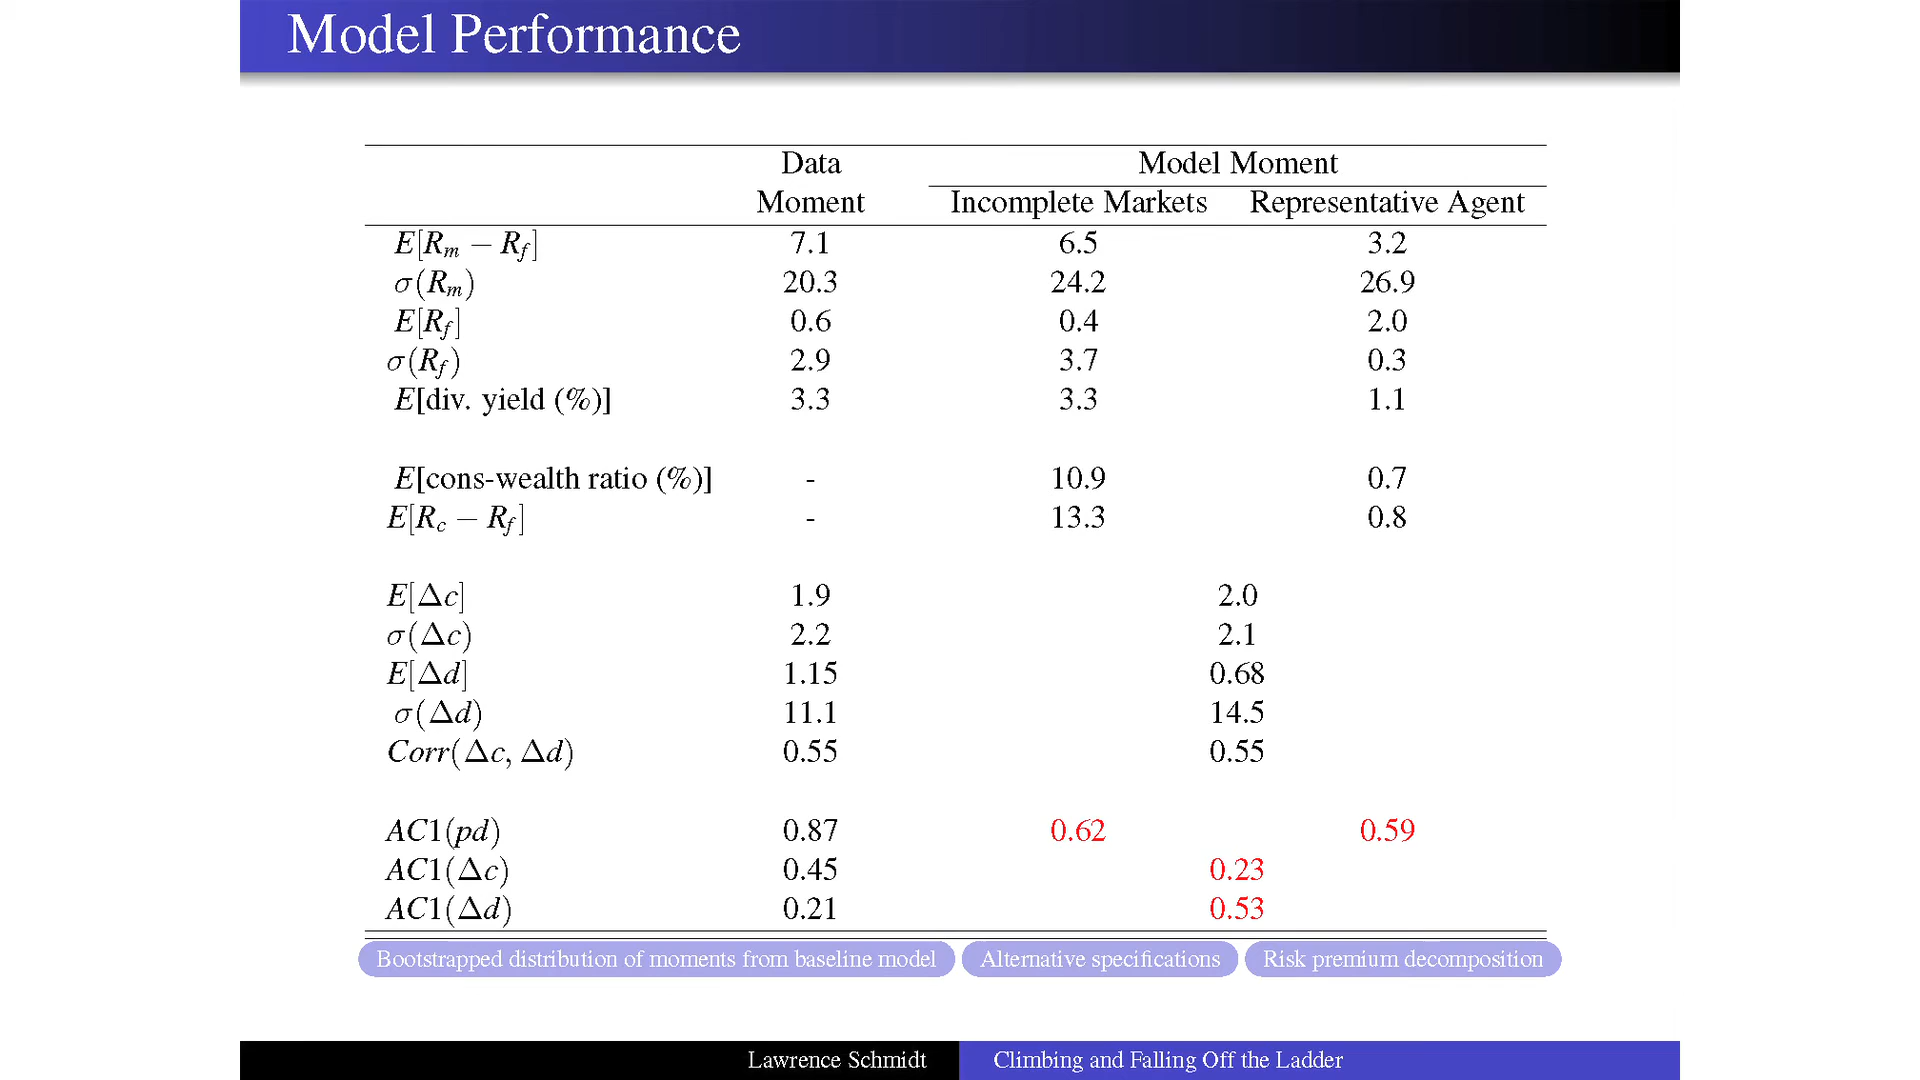 Model Performance
Data Model Moment
Moment Incomplete Markets Representative Agent
E[R_m − R_f] 7.1 6.5 3.2
σ(R_m) 20.3 24.2 26.9
E[R_f] 0.6 0.4 2.0
σ(R_f) 2.9 3.7 0.3
E[div. yield (%)] 3.3 3.3 1.1
E[cons-wealth ratio (%)] - 10.9 0.7
E[R_c − R_f] - 13.3 0.8
E[Δc] 1.9 2.0
σ(Δc) 2.2 2.1
E[Δd] 1.15 0.68
σ(Δd) 11.1 14.5
Corr(Δc, Δd) 0.55 0.55
AC1(pd) 0.87 0.62 0.59
AC1(Δc) 0.45 0.23
AC1(Δd) 0.21 0.53
Bootstrapped distribution of moments from baseline model Alternative specifications Risk premium decomposition
Lawrence Schmidt Climbing and Falling Off the Ladder